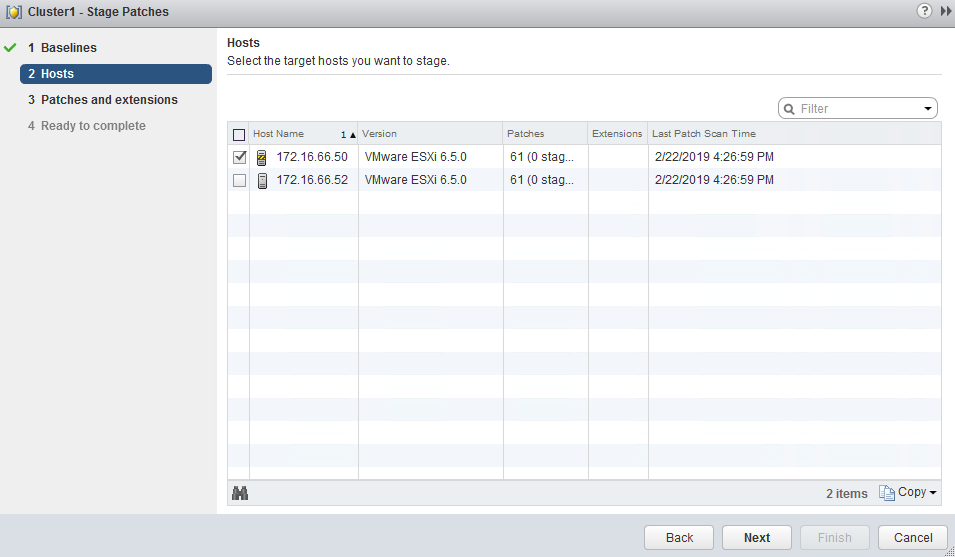 Cluster1 - Stage Patches
?
1 Baselines
2 Hosts
3 Patches and extensions
4 Ready to complete
Hosts
Select the target hosts you want to stage.
Filter
Host Name 1 ▲ Version Patches Extensions Last Patch Scan Time
172.16.66.50 VMware ESXi 6.5.0 61 (0 stag... 2/22/2019 4:26:59 PM
172.16.66.52 VMware ESXi 6.5.0 61 (0 stag... 2/22/2019 4:26:59 PM
2 items Copy
Back Next Finish Cancel